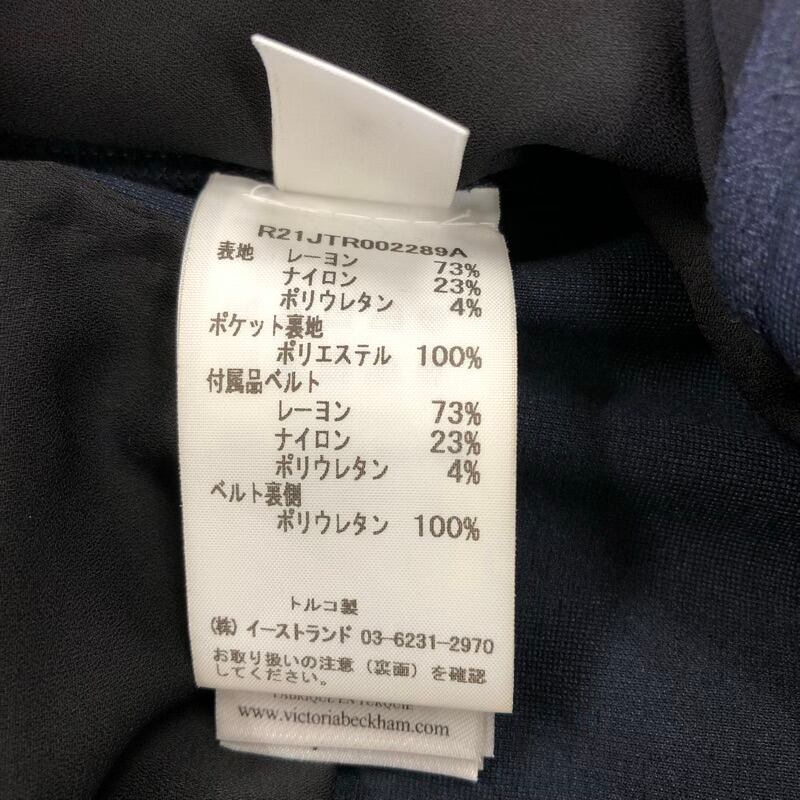 R21JTR002289A
表地 レーヨン 73%
ナイロン 23%
ポリウレタン 4%
ポケット裏地
ポリエステル 100%
付属品ベルト
レーヨン 73%
ナイロン 23%
ポリウレタン 4%
ベルト裏側
ポリウレタン 100%
トルコ製
(株) イーストランド 03-6231-2970
お取り扱いの注意 (裏面) を確認
してください。
FABRIQUE EN TURQUIE
www.victoriabeckham.com